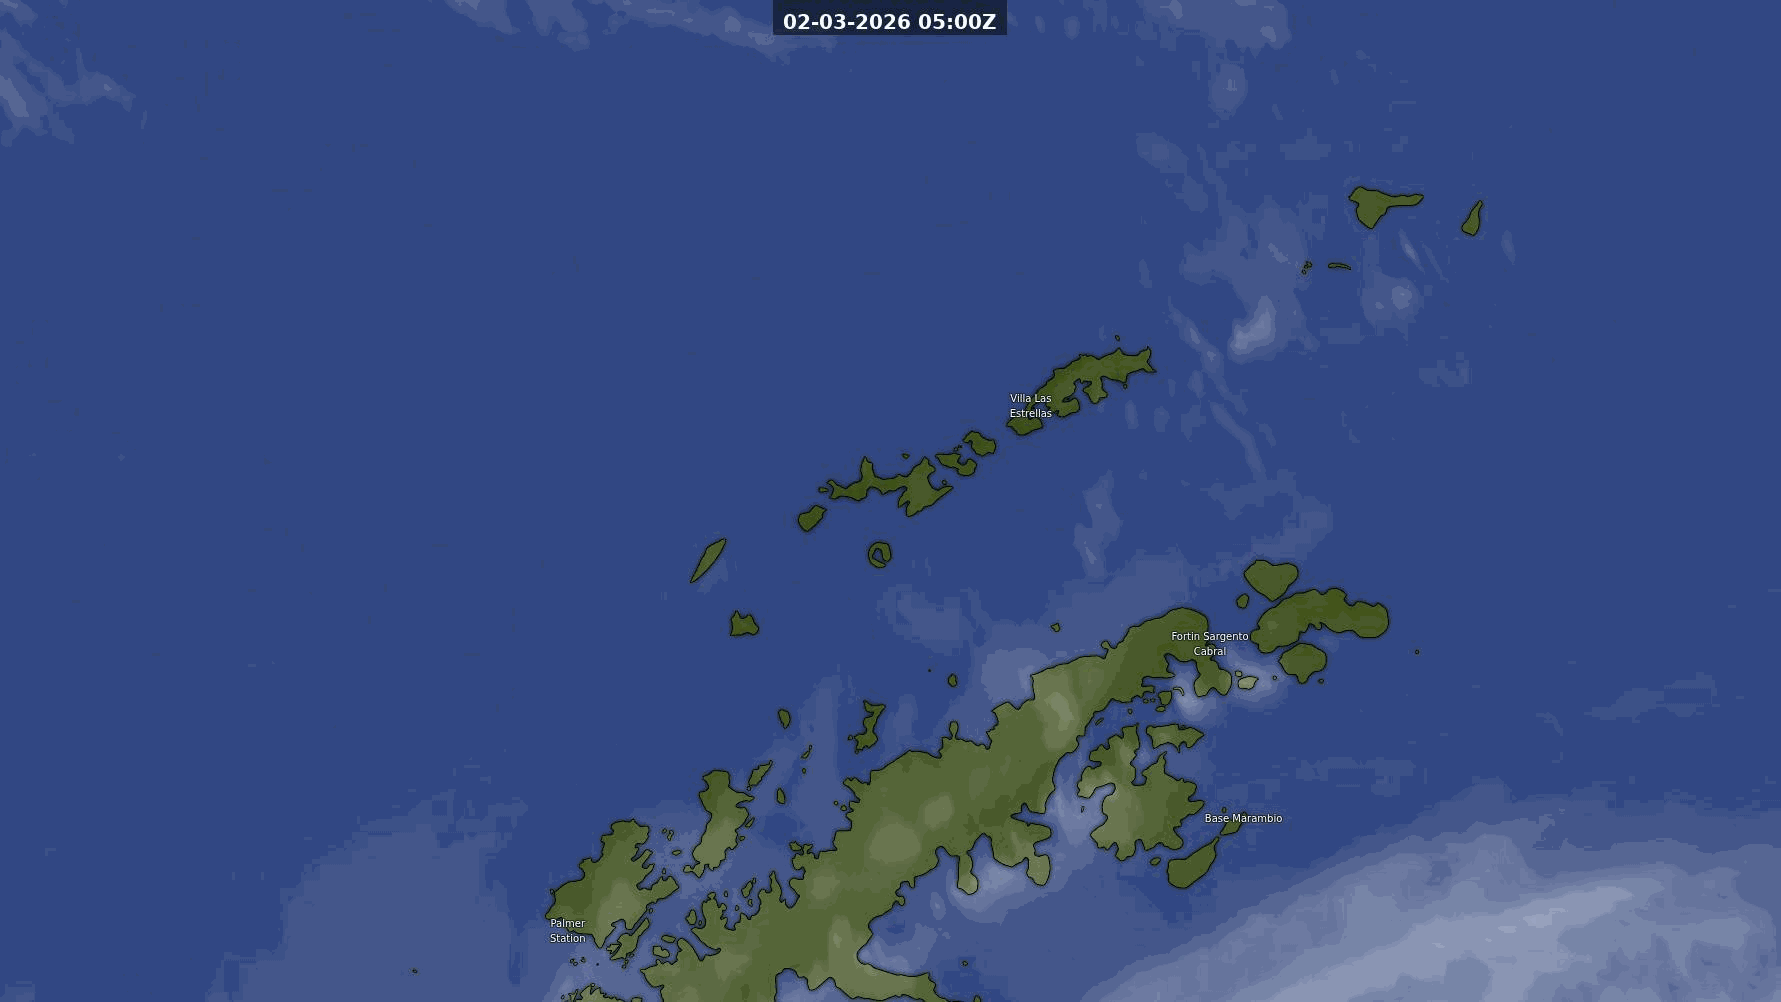 02-03-2026 05:00Z
Villa Las
Estrellas
Fortin Sargento
Cabral
Base Marambio
Palmer
Station